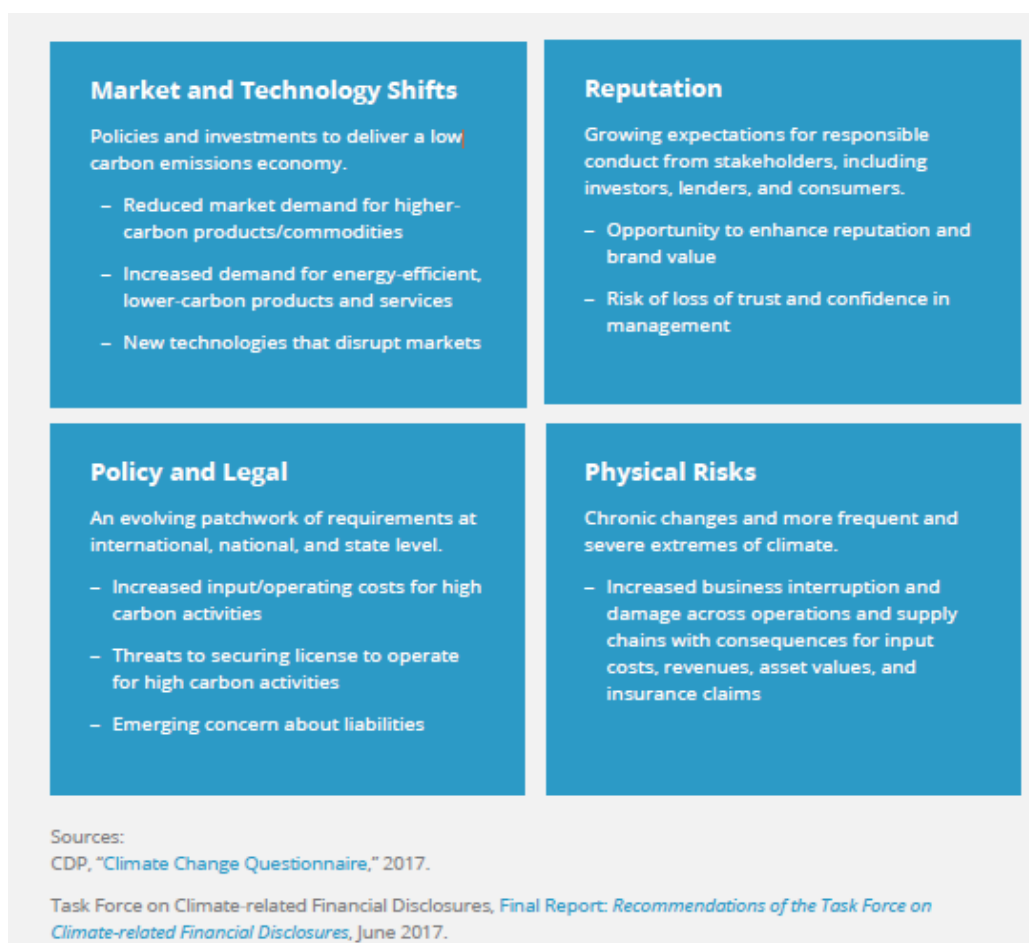 Market and Technology Shifts
Policies and investments to deliver a low
carbon emissions economy.
– Reduced market demand for higher-
carbon products/commodities
– Increased demand for energy-efficient,
lower-carbon products and services
– New technologies that disrupt markets
Reputation
Growing expectations for responsible
conduct from stakeholders, including
investors, lenders, and consumers.
– Opportunity to enhance reputation and
brand value
– Risk of loss of trust and confidence in
management
Policy and Legal
An evolving patchwork of requirements at
international, national, and state level.
– Increased input/operating costs for high
carbon activities
– Threats to securing license to operate
for high carbon activities
– Emerging concern about liabilities
Physical Risks
Chronic changes and more frequent and
severe extremes of climate.
– Increased business interruption and
damage across operations and supply
chains with consequences for input
costs, revenues, asset values, and
insurance claims
Sources:
CDP, “Climate Change Questionnaire,” 2017.
Task Force on Climate-related Financial Disclosures, Final Report: Recommendations of the Task Force on
Climate-related Financial Disclosures, June 2017.